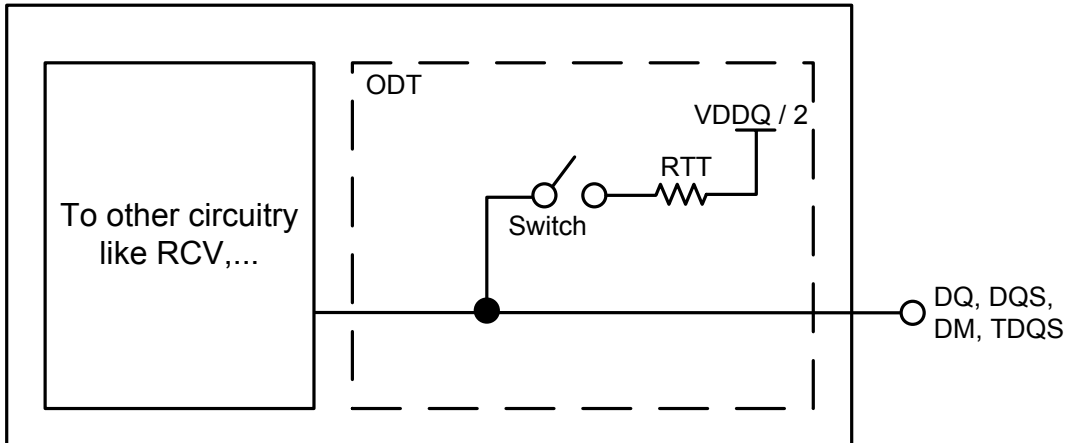 ODT
VDDQ / 2
RTT
Switch
To other circuitry
like RCV,...
DQ, DQS,
DM, TDQS